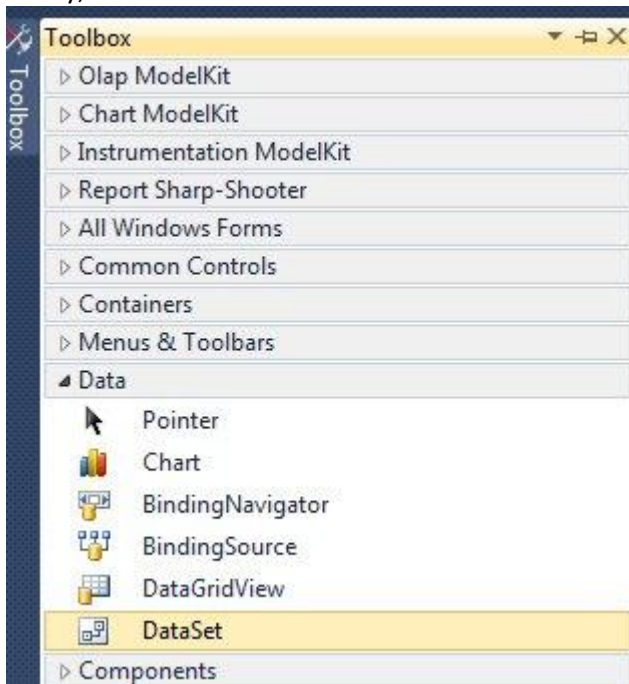 Toolbox
Toolbox
Olap ModelKit
Chart ModelKit
Instrumentation ModelKit
Report Sharp-Shooter
All Windows Forms
Common Controls
Containers
Menus & Toolbars
Data
Pointer
Chart
BindingNavigator
BindingSource
DataGridView
DataSet
Components